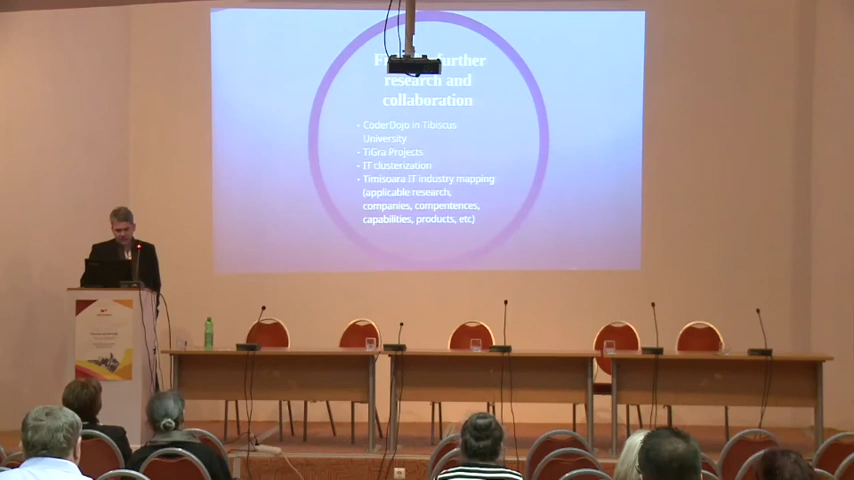 further
research and
collaboration
- CoderDojo in Tibiscus
University
- TiGra Projects
- IT clusterization
- Timisoara IT industry mapping
(applicable research,
companies, compentences,
capabilities, products, etc)